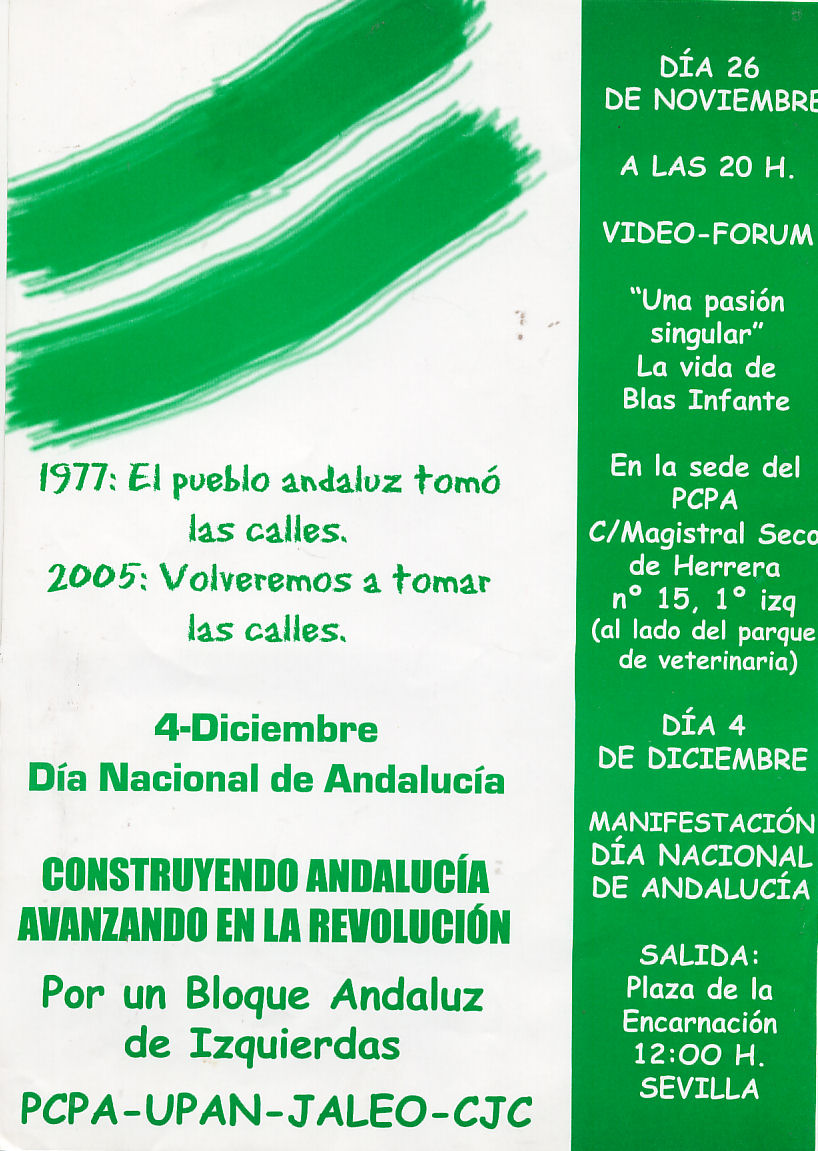 1977: El pueblo andaluz tomó
las calles.
2005: Volveremos a tomar
las calles.
4-Diciembre
Día Nacional de Andalucía
CONSTRUYENDO ANDALUCÍA
AVANZANDO EN LA REVOLUCIÓN
Por un Bloque Andaluz
de Izquierdas
PCPA-UPAN-JALEO-CJC
DÍA 26
DE NOVIEMBRE
A LAS 20 H.
VIDEO-FORUM
"Una pasión
singular"
La vida de
Blas Infante
En la sede del
PCPA
C/Magistral Seco
de Herrera
nº 15, 1º izq
(al lado del parque
de veterinaria)
DÍA 4
DE DICIEMBRE
MANIFESTACIÓN
DÍA NACIONAL
DE ANDALUCÍA
SALIDA:
Plaza de la
Encarnación
12:00 H.
SEVILLA